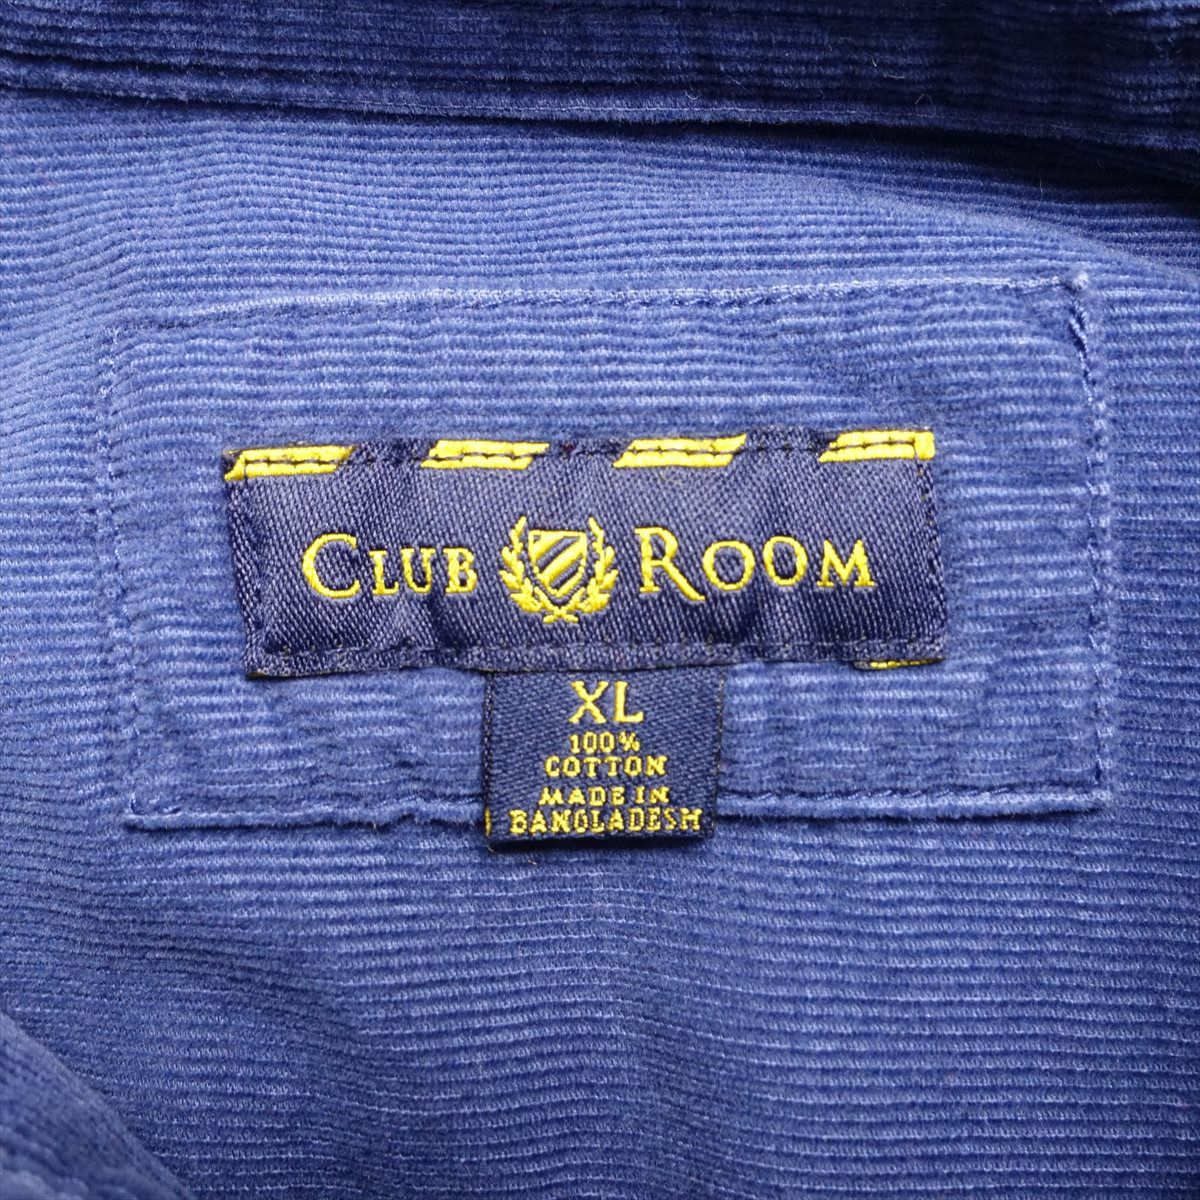 CLUB ROOM
XL
100%
COTTON
MADE IN
BANGLADESH